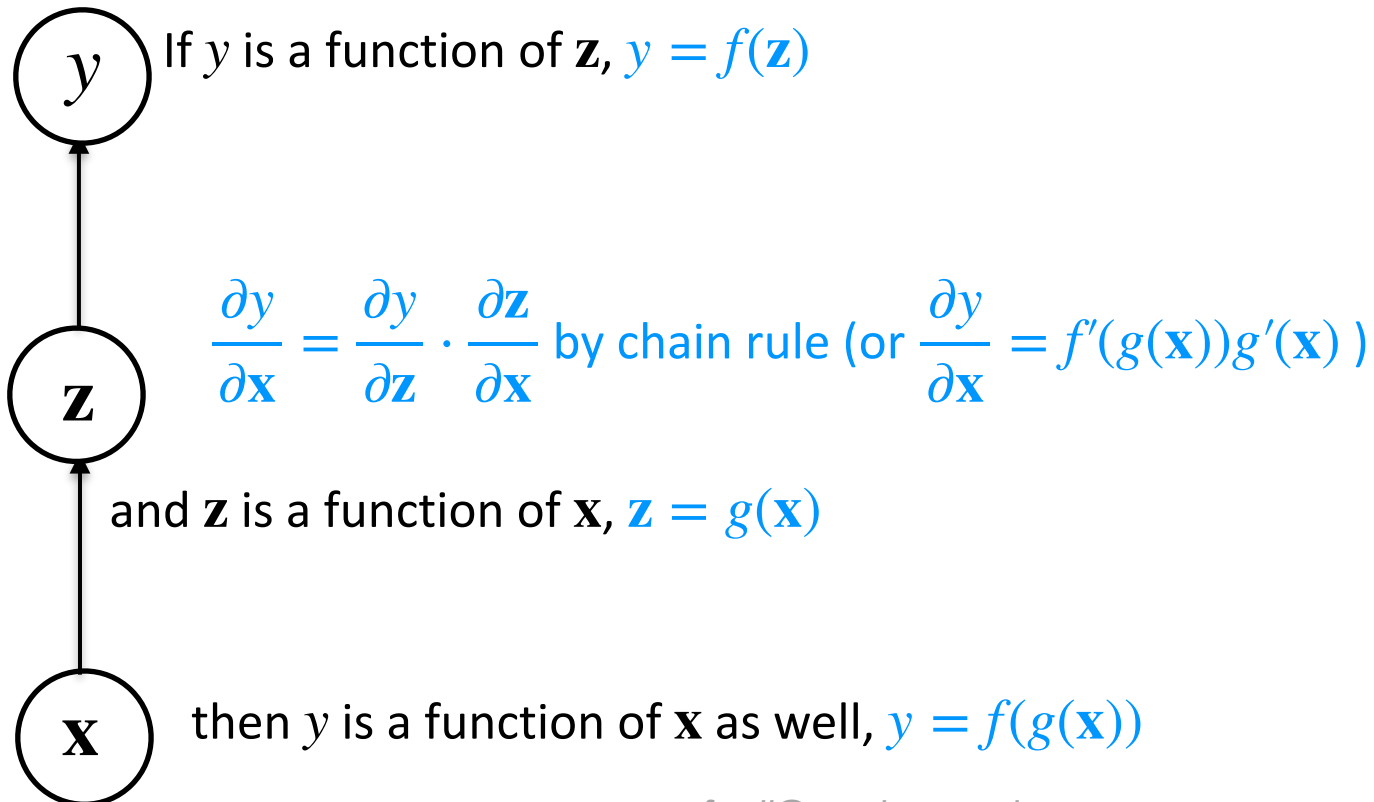 y If y is a function of z, y = f(z)
∂y/∂x = ∂y/∂z · ∂z/∂x by chain rule (or ∂y/∂x = f′(g(x))g′(x) )
z
and z is a function of x, z = g(x)
x then y is a function of x as well, y = f(g(x))